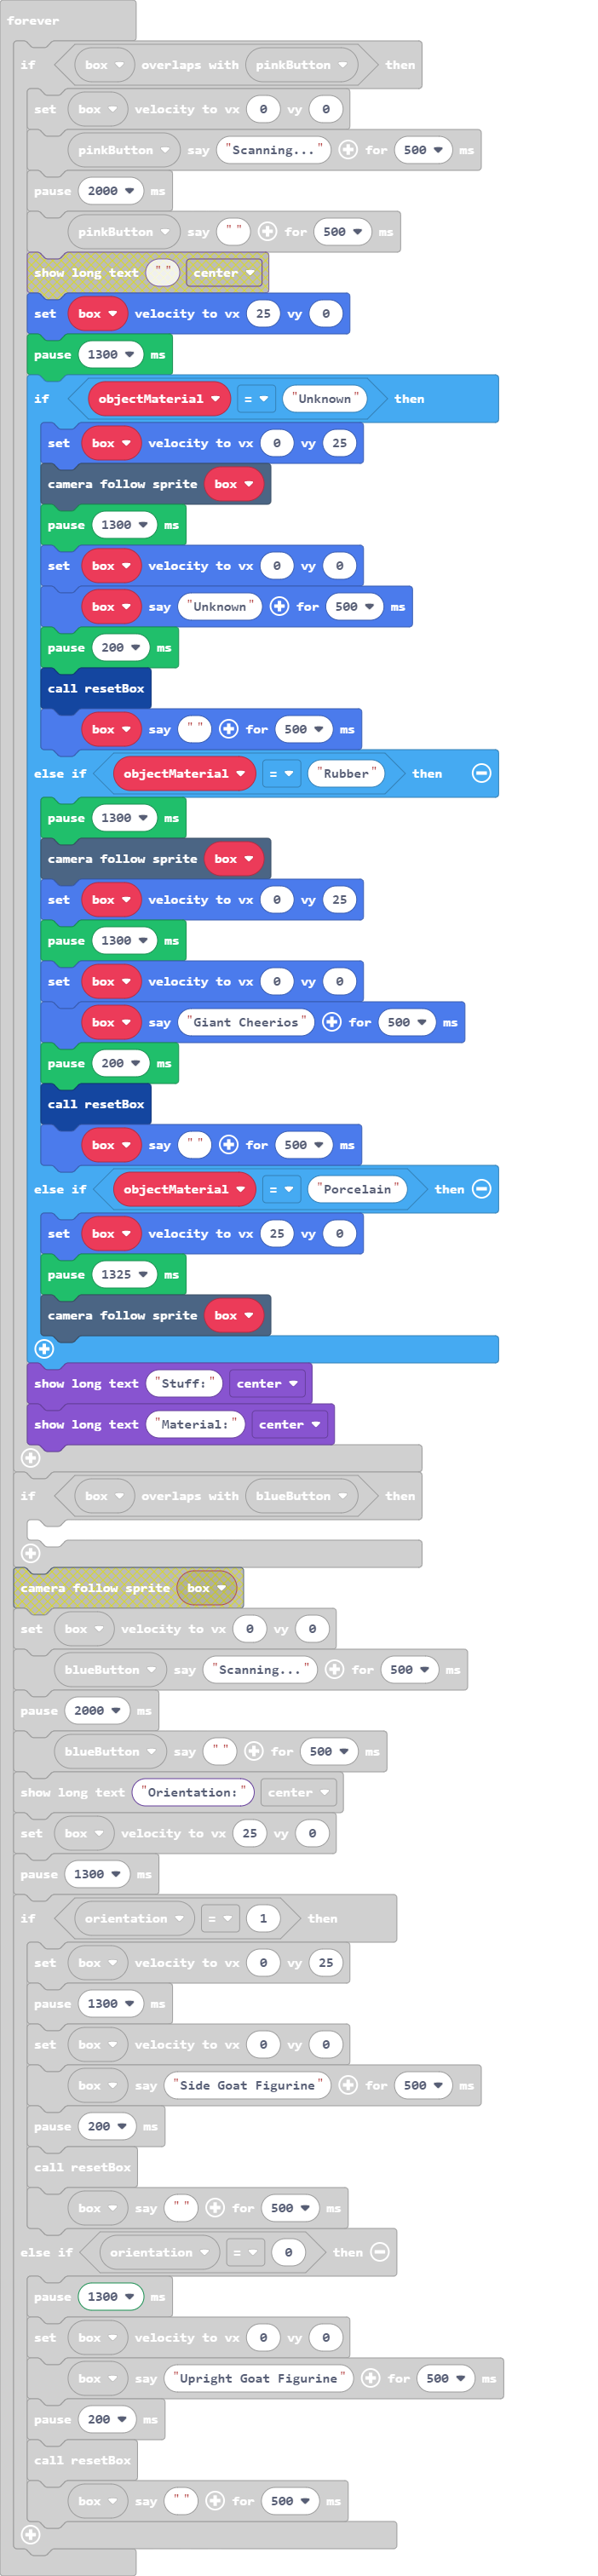 forever
if box overlaps with pinkButton then
set box velocity to vx 0 vy 0
pinkButton say "Scanning..." for 500 ms
pause 2000 ms
pinkButton say "" for 500 ms
show long text "" center
set box velocity to vx 25 vy 0
pause 1300 ms
if objectMaterial = "Unknown" then
set box velocity to vx 0 vy 25
camera follow sprite box
pause 1300 ms
set box velocity to vx 0 vy 0
box say "Unknown" for 500 ms
pause 200 ms
call resetBox
box say "" for 500 ms
else if objectMaterial = "Rubber" then
pause 1300 ms
camera follow sprite box
set box velocity to vx 0 vy 25
pause 1300 ms
set box velocity to vx 0 vy 0
box say "Giant Cheerios" for 500 ms
pause 200 ms
call resetBox
box say "" for 500 ms
else if objectMaterial = "Porcelain" then
set box velocity to vx 25 vy 0
pause 1325 ms
camera follow sprite box
show long text "Stuff:" center
show long text "Material:" center
if box overlaps with blueButton then
camera follow sprite box
set box velocity to vx 0 vy 0
blueButton say "Scanning..." for 500 ms
pause 2000 ms
blueButton say "" for 500 ms
show long text "Orientation:" center
set box velocity to vx 25 vy 0
pause 1300 ms
if orientation = 1 then
set box velocity to vx 0 vy 25
pause 1300 ms
set box velocity to vx 0 vy 0
box say "Side Goat Figurine" for 500 ms
pause 200 ms
call resetBox
box say "" for 500 ms
else if orientation = 0 then
pause 1300 ms
set box velocity to vx 0 vy 0
box say "Upright Goat Figurine" for 500 ms
pause 200 ms
call resetBox
box say "" for 500 ms